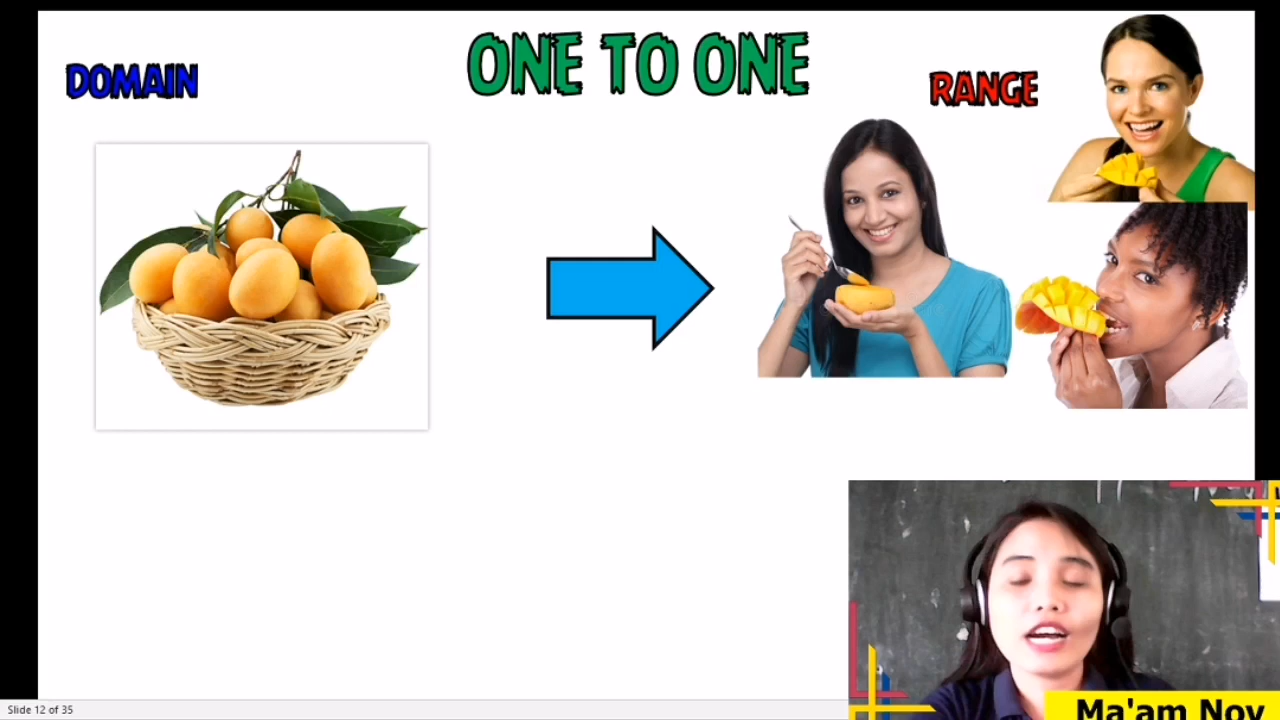 ONE TO ONE
DOMAIN
RANGE
Ma'am Noy
Slide 12 of 35